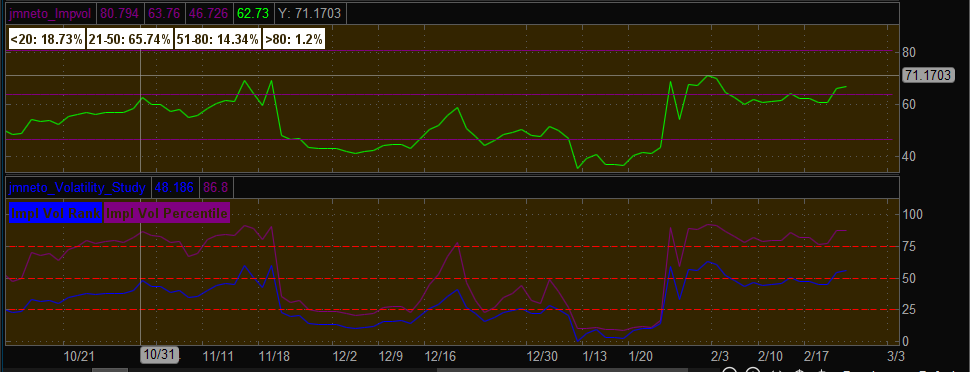 jmneto_Impvol 80.794 63.76 46.726 62.73 Y: 71.1703
<20: 18.73% 21-50: 65.74% 51-80: 14.34% >80: 1.2%
80
71.1703
60
40
jmneto_Volatility_Study 48.186 86.8
Impl Vol Rank Impl Vol Percentile
100
75
50
25
0
10/21 10/31 11/11 11/18 12/2 12/9 12/16 12/30 1/13 1/20 2/3 2/10 2/17 3/3